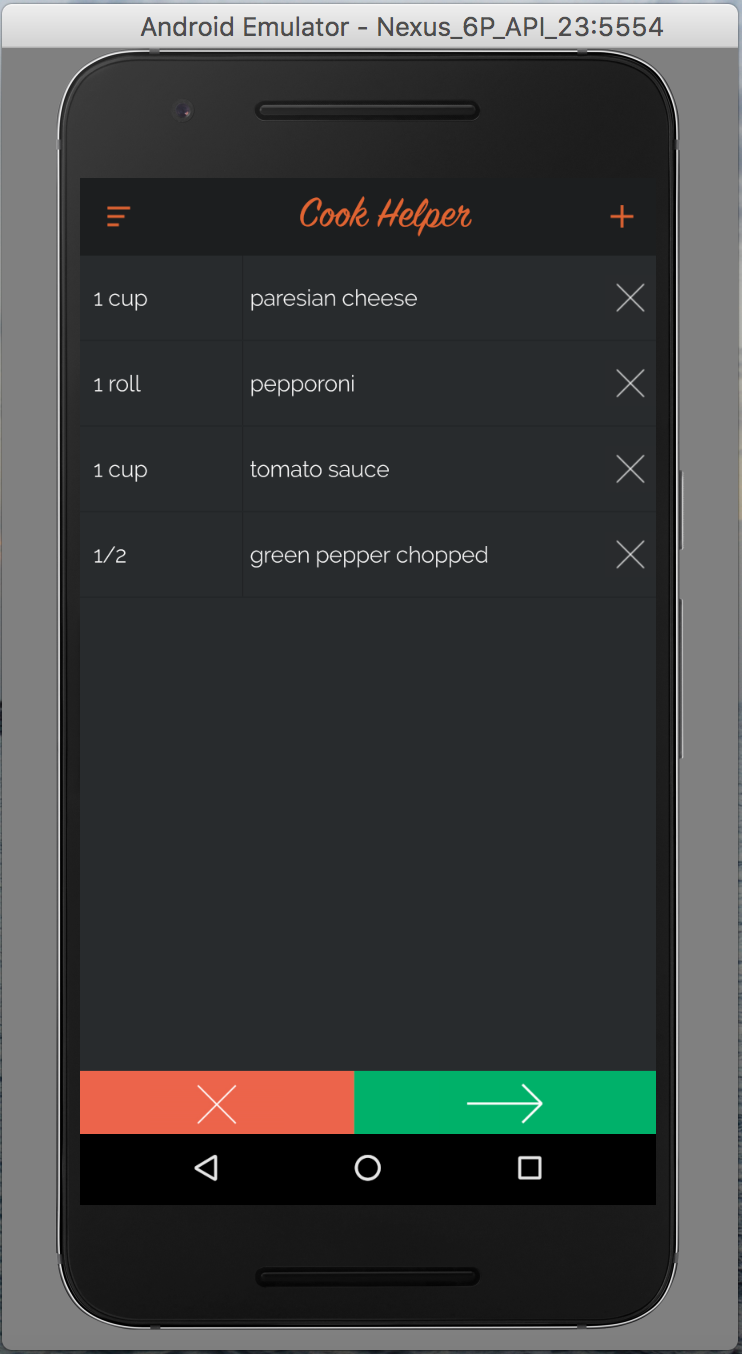 Android Emulator - Nexus_6P_API_23:5554
Cook Helper
1 cup paresian cheese
1 roll pepporoni
1 cup tomato sauce
1/2 green pepper chopped